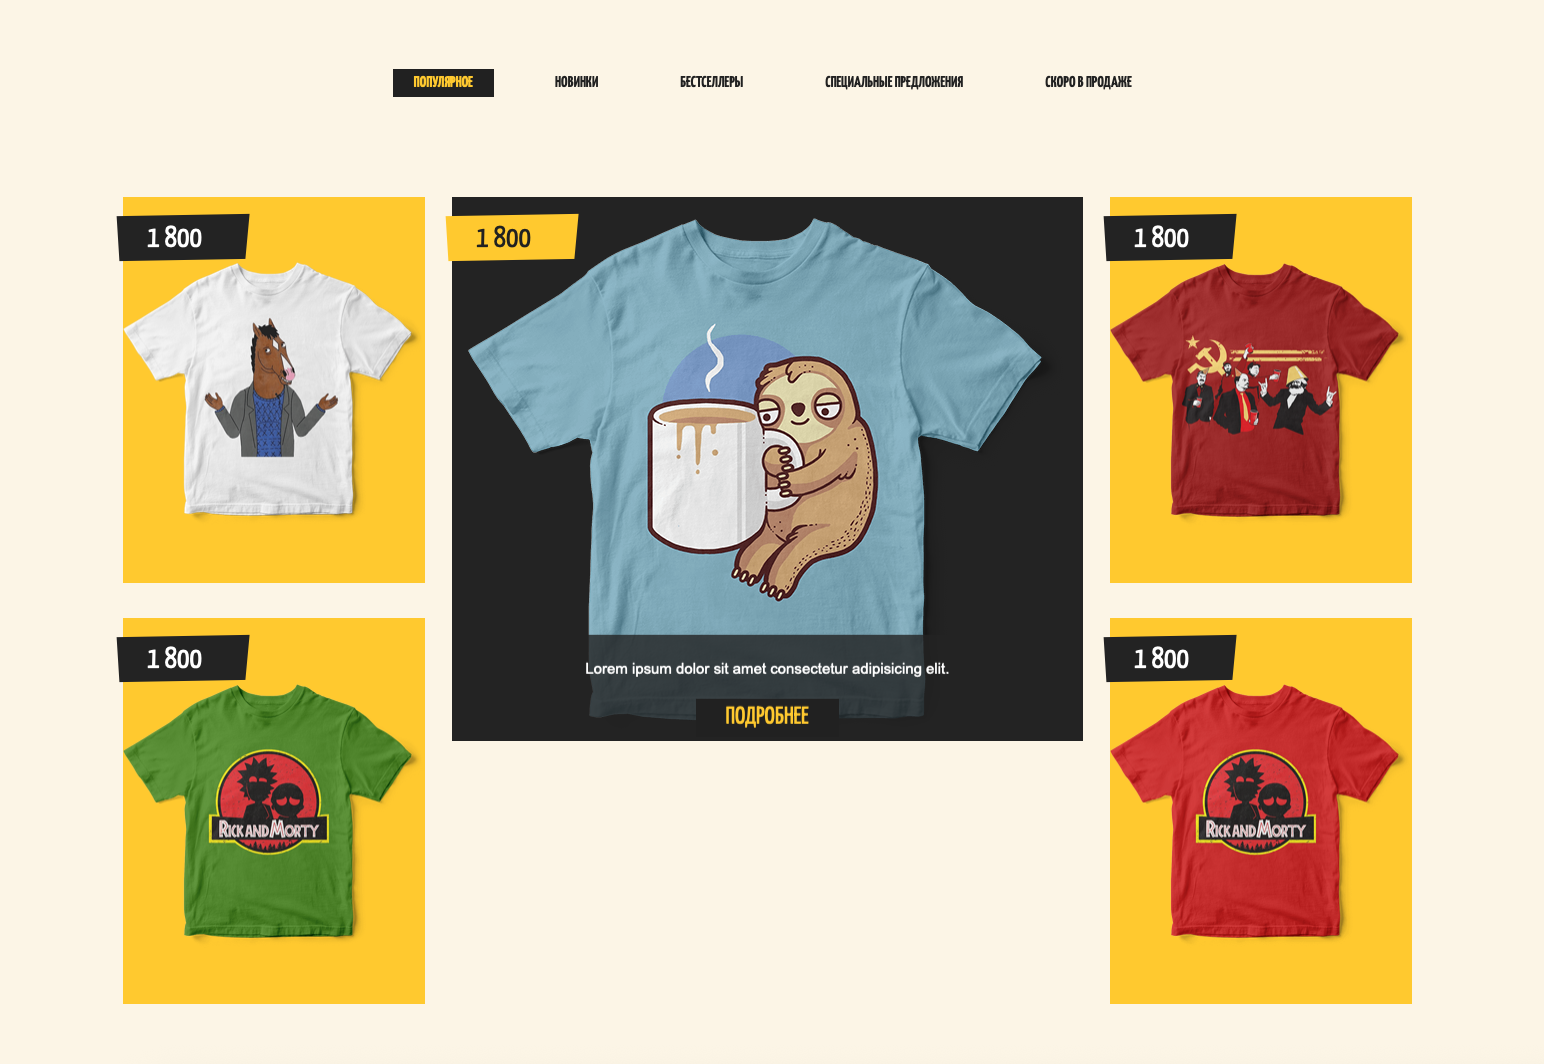 ПОПУЛЯРНОЕ
НОВИНКИ
БЕСТСЕЛЛЕРЫ
СПЕЦИАЛЬНЫЕ ПРЕДЛОЖЕНИЯ
СКОРО В ПРОДАЖЕ
1 800
1 800
1 800
Lorem ipsum dolor sit amet consectetur adipisicing elit.
ПОДРОБНЕЕ
1 800
RICK AND MORTY
1 800
RICK AND MORTY